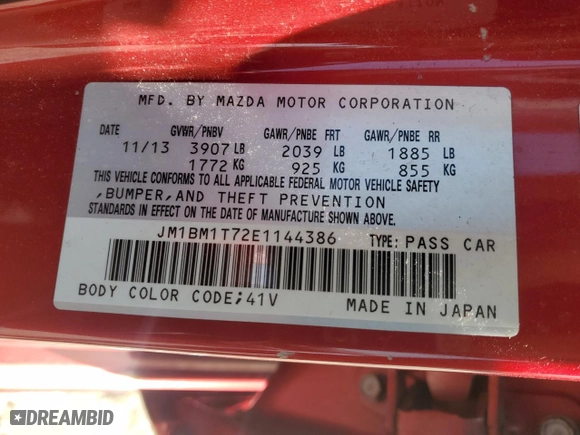 MFD. BY MAZDA MOTOR CORPORATION
DATE GVWR/PNBV GAWR/PNBE FRT GAWR/PNBE RR
11/13 3907 LB 2039 LB 1885 LB
1772 KG 925 KG 855 KG
THIS VEHICLE CONFORMS TO ALL APPLICABLE FEDERAL MOTOR VEHICLE SAFETY
,BUMPER,AND THEFT PREVENTION
STANDARDS IN EFFECT ON THE DATE OF MANUFACTURE SHOWN ABOVE.
JM1BM1T72E1144386 TYPE: PASS CAR
BODY COLOR CODE;41V MADE IN JAPAN
DREAMBID